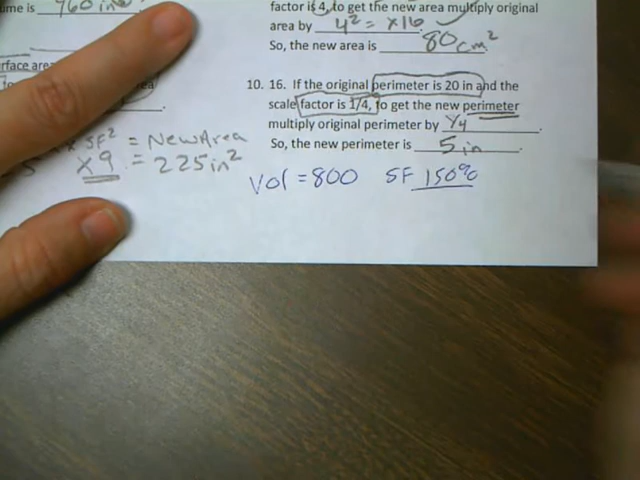 ume is 960 in
factor is 4, to get the new area multiply original
area by 4² = x16
So, the new area is 80 cm²
rface area
10. 16. If the original perimeter is 20 in and the
scale factor is 1/4, to get the new perimeter
multiply original perimeter by 1/4.
So, the new perimeter is 5 in.
x SF² = New Area
x9 = 225 in²
Vol = 800 SF 150%